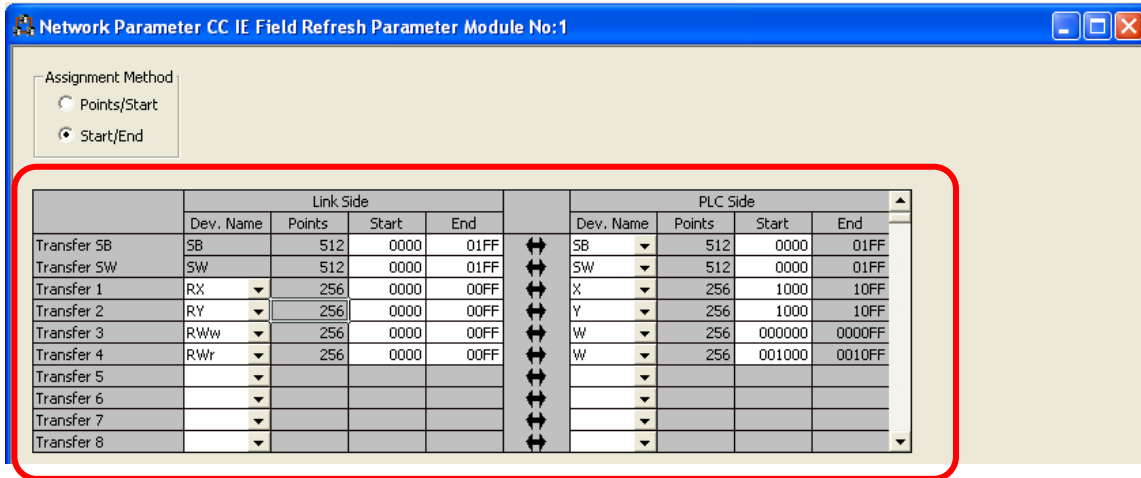 Network Parameter CC IE Field Refresh Parameter Module No:1
Assignment Method
Points/Start
Start/End
Link Side PLC Side
Dev. Name Points Start End Dev. Name Points Start End
Transfer SB SB 512 0000 01FF SB 512 0000 01FF
Transfer SW SW 512 0000 01FF SW 512 0000 01FF
Transfer 1 RX 256 0000 00FF X 256 1000 10FF
Transfer 2 RY 256 0000 00FF Y 256 1000 10FF
Transfer 3 RWw 256 0000 00FF W 256 000000 0000FF
Transfer 4 RWr 256 0000 00FF W 256 001000 0010FF
Transfer 5
Transfer 6
Transfer 7
Transfer 8